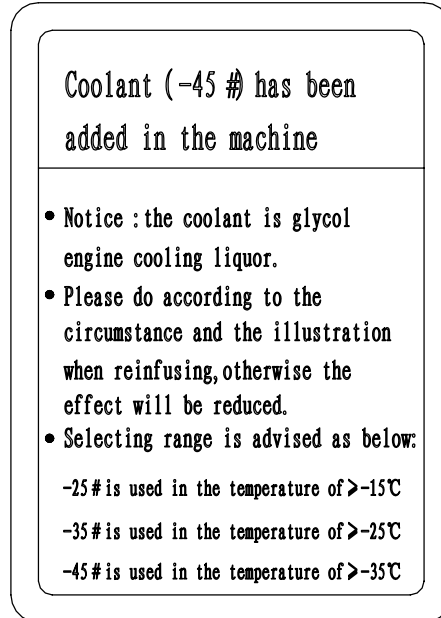 Coolant (-45 #) has been
added in the machine
• Notice : the coolant is glycol
engine cooling liquor.
• Please do according to the
circumstance and the illustration
when reinfusing, otherwise the
effect will be reduced.
• Selecting range is advised as below:
-25 # is used in the temperature of >-15℃
-35 # is used in the temperature of >-25℃
-45 # is used in the temperature of >-35℃